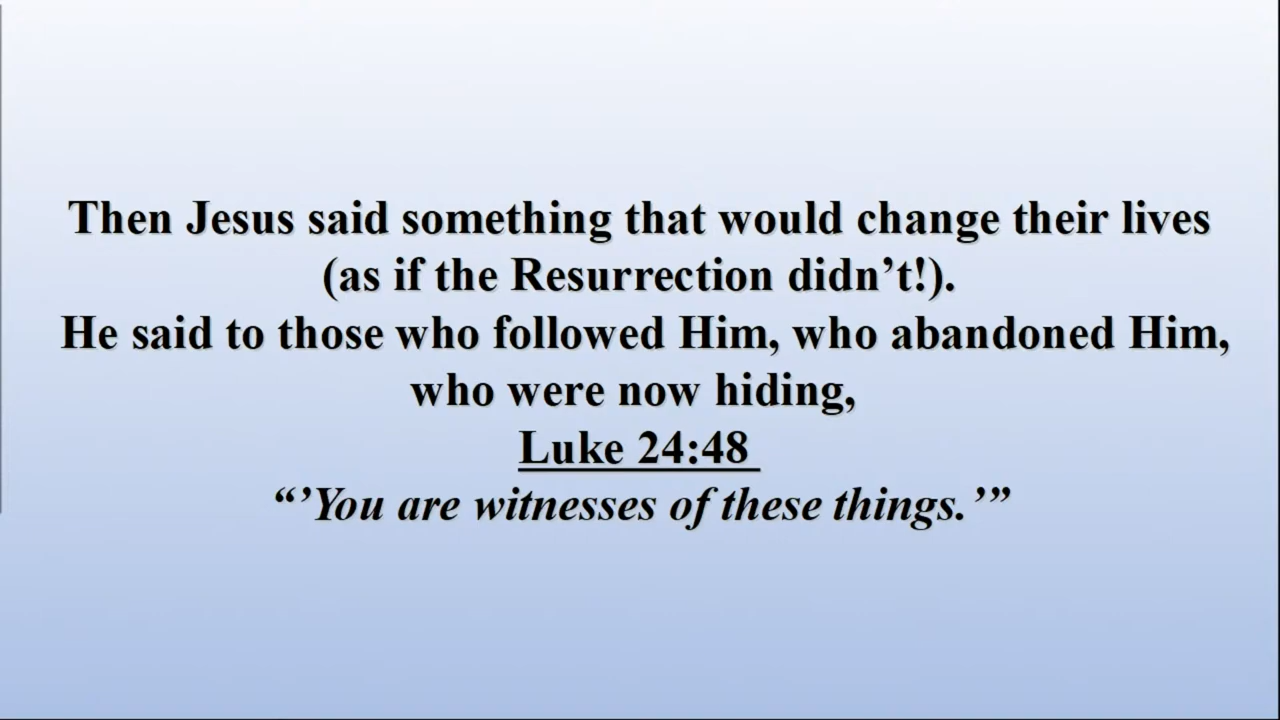 Then Jesus said something that would change their lives
(as if the Resurrection didn’t!).
He said to those who followed Him, who abandoned Him,
who were now hiding,
Luke 24:48
“’You are witnesses of these things.’”